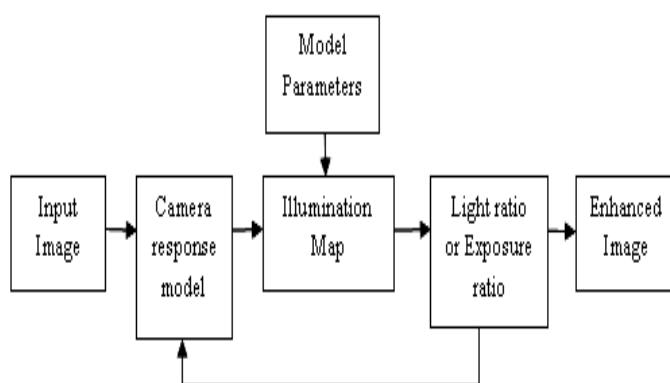 Model
Parameters
Input
Image
Camera
response
model
Illumination
Map
Light ratio
or Exposure
ratio
Enhanced
Image